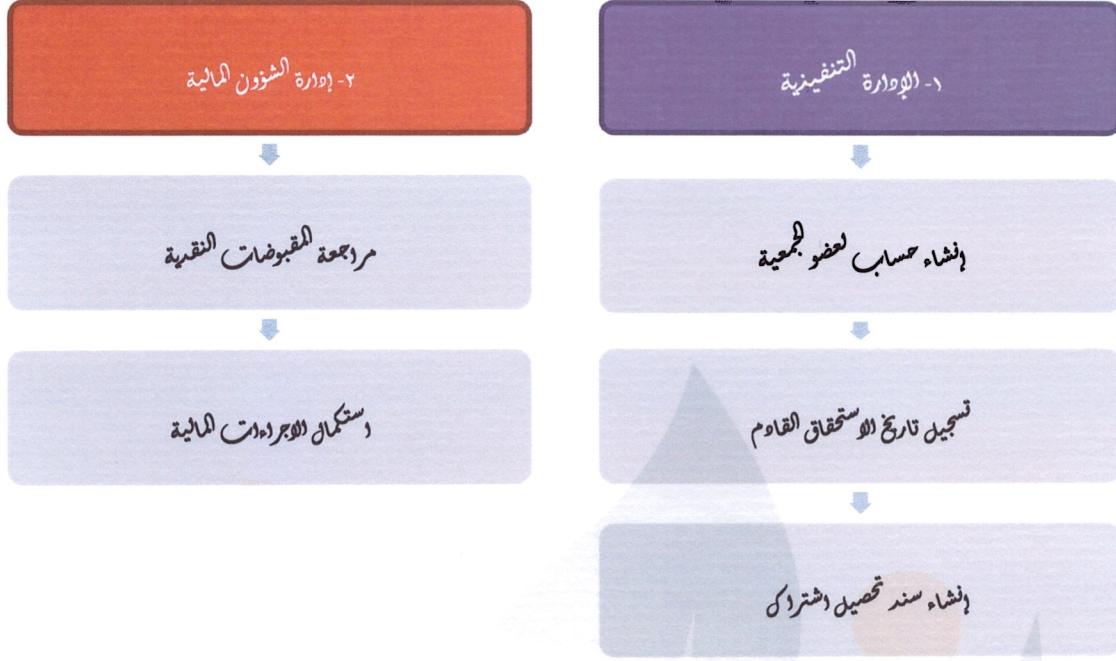 ١- الإدارة التنفيذية
إنشاء حساب لعضو الجمعية
تسجيل تاريخ الاستحقاق القادم
إنشاء سند تحصيل اشتراك
٢- إدارة الشؤون المالية
مراجعة المقبوضات النقدية
استكمال الاجراءات المالية